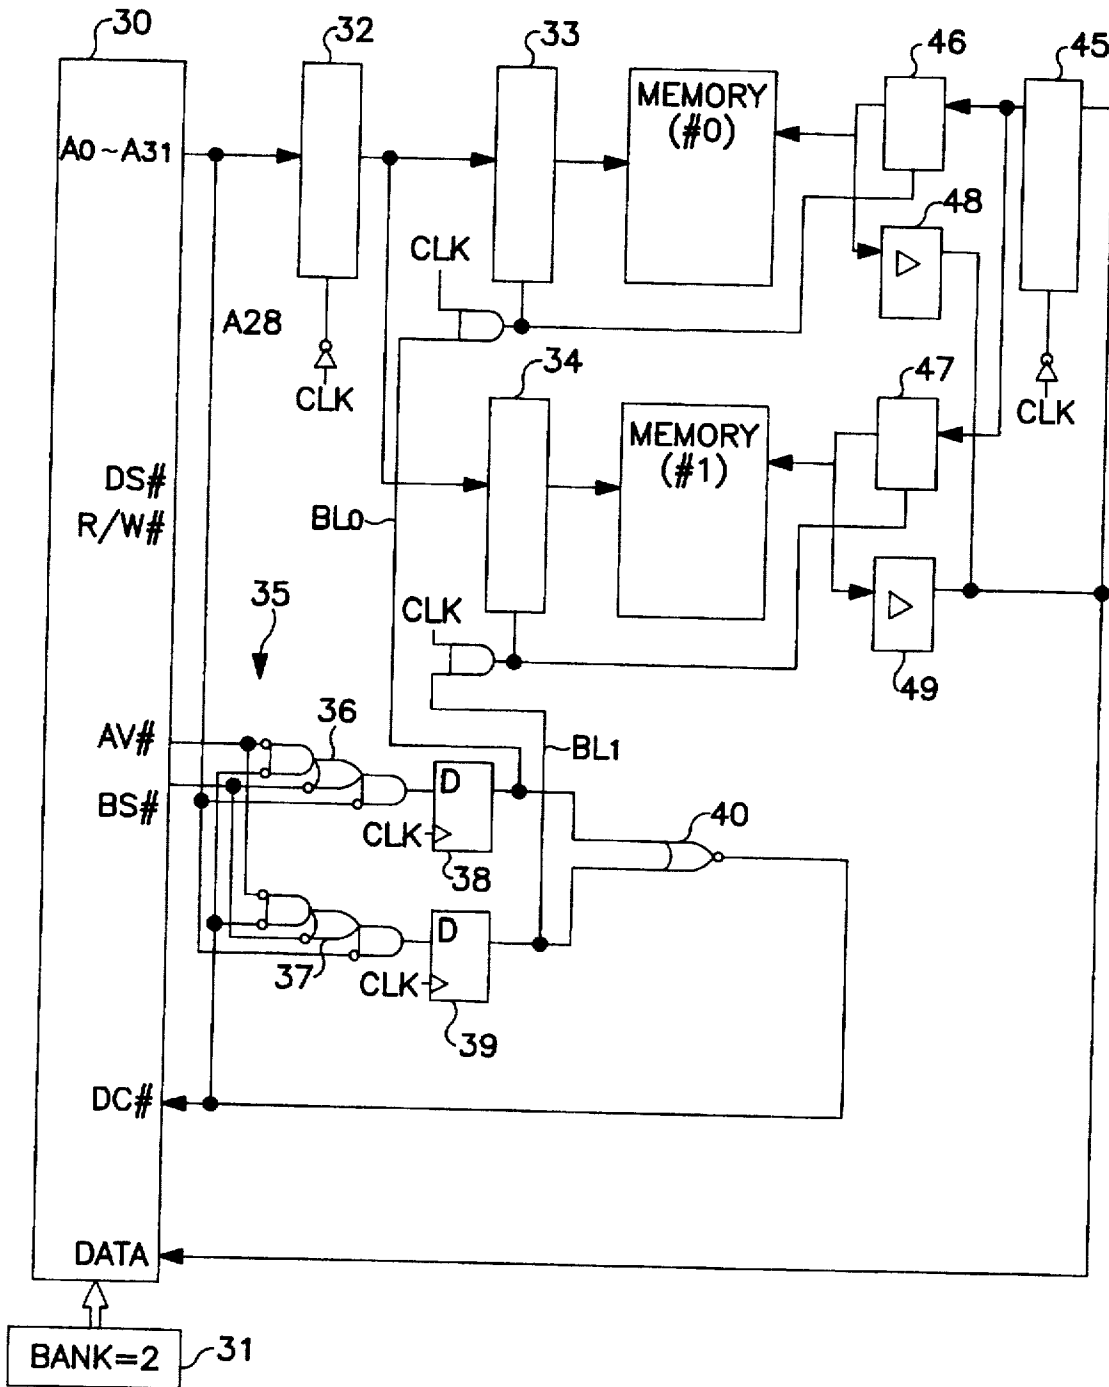 30
32
33
46
45
MEMORY
(#0)
A0~A31
48
CLK
A28
34
47
CLK
CLK
MEMORY
(#1)
DS#
BL0
R/W#
35
CLK
49
36
AV#
BL1
D
BS#
40
CLK
38
D
37
CLK
39
DC#
DATA
BANK=2
31